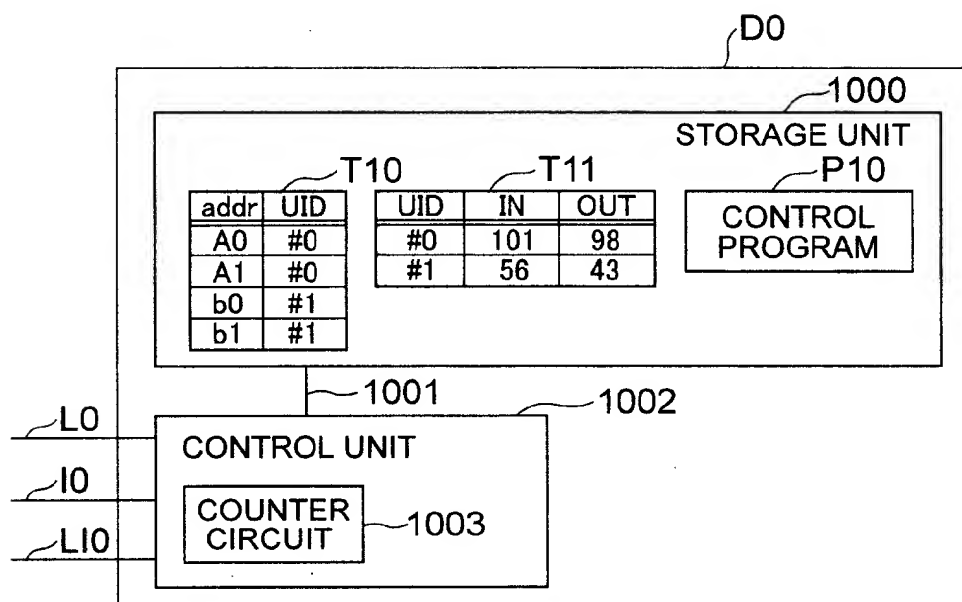 D0
1000
STORAGE UNIT
T10 T11 P10
addr UID
A0 #0
A1 #0
b0 #1
b1 #1
UID IN OUT
#0 101 98
#1 56 43
CONTROL
PROGRAM
1001 1002
L0
CONTROL UNIT
I0
COUNTER
CIRCUIT
1003
LI0